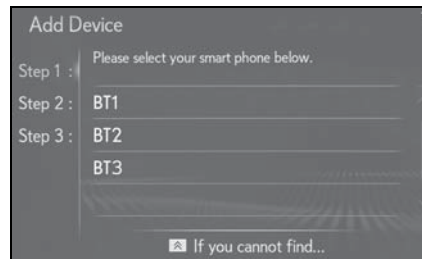 Add Device
Please select your smart phone below.
Step 1 :
Step 2 : BT1
Step 3 : BT2
BT3
If you cannot find...